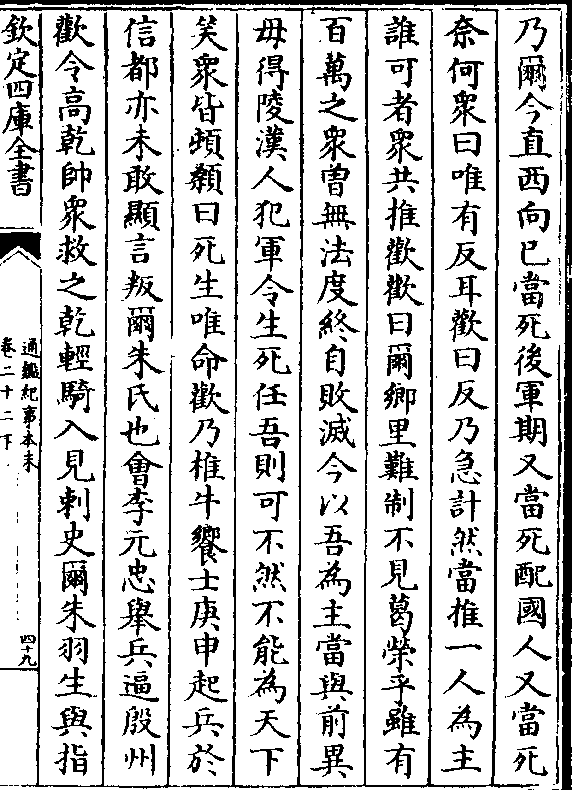 乃爾今直西向已當死後軍期又當死配國人又當死
奈何衆曰唯有反耳歡曰反乃急計然當推一人為主
誰可者衆共推歡歡曰爾鄉里難制不見葛榮乎雖有
百萬之衆曽無法度終自敗滅今以吾為主當與前異
毋得陵漢人犯軍令生死任吾則可不然不能為天下
笑衆皆頓顙曰死生唯命歡乃椎牛饗士庚申起兵於
信都亦未敢顯言叛爾朱氏也會李元忠舉兵逼殷州
歡令高乾帥衆救之乾輕騎入見刺史爾朱羽生與指
欽定四庫全書
通鑑紀事本末
卷二十二下
四十九